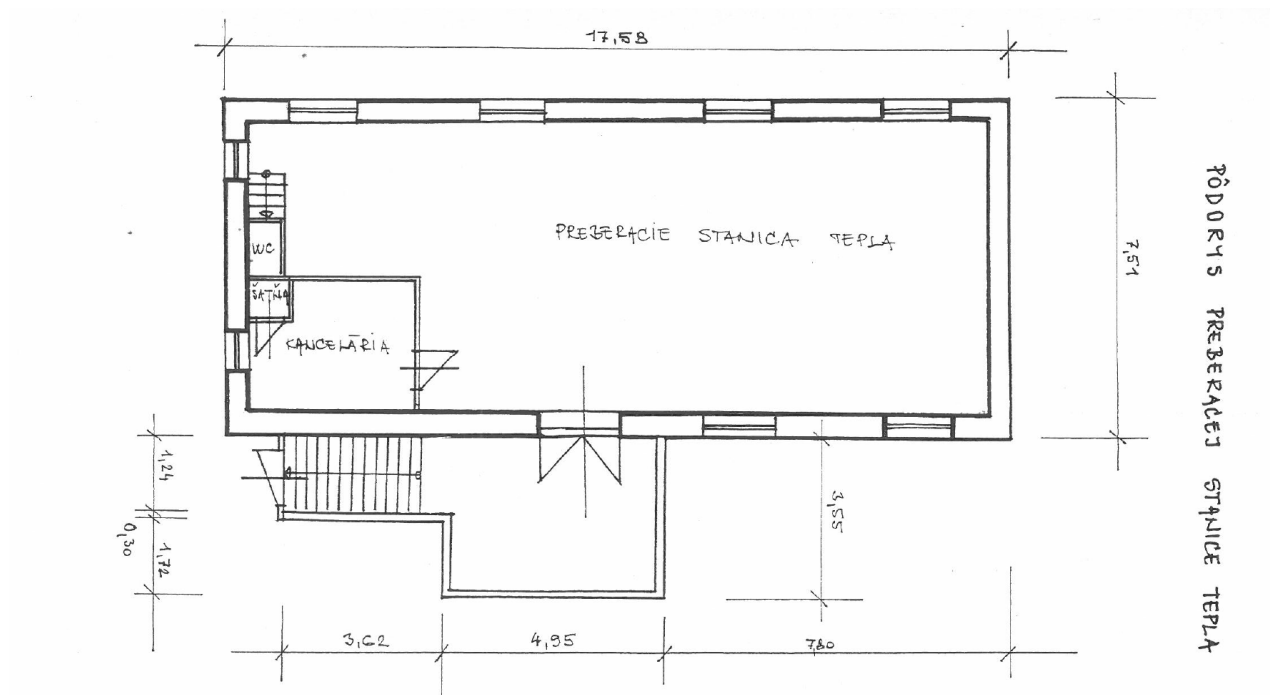 17,58
7,51
PREBERACIE STANICA TEPLA
WC
ŠATŇA
KANCELÁRIA
1,24
0,30
1,72
3,55
3,62
4,95
7,80
PÔDORYS PREBERACEJ STANICE TEPLA